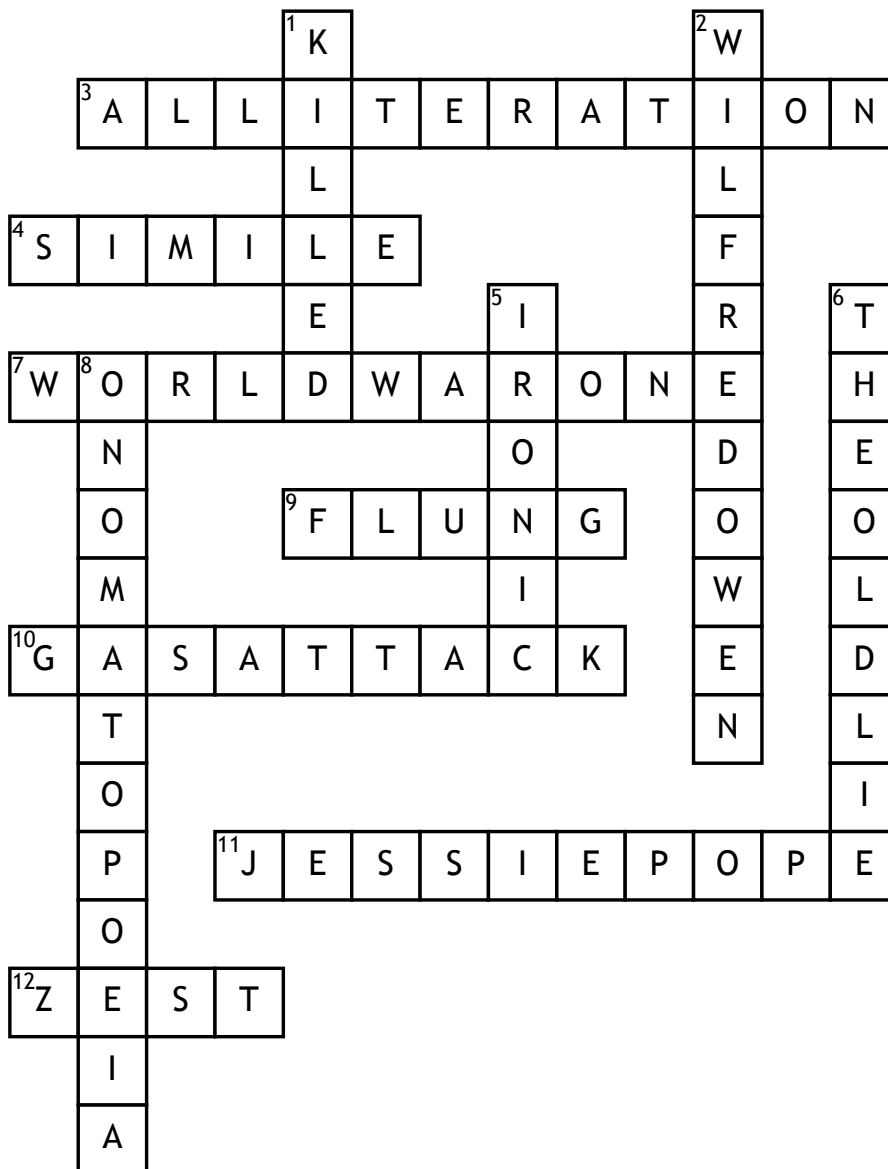 1 K 2 W
3 A L L I T E R A T I O N
L L
4 S I M I L E F
E 5 I R 6 T
7 W 8 O R L D W A R O N E H
N O D E
O 9 F L U N G O O
M I W L
10 G A S A T T A C K E D
T N L
O I
P 11 J E S S I E P O P E
O
12 Z E S T
I
A